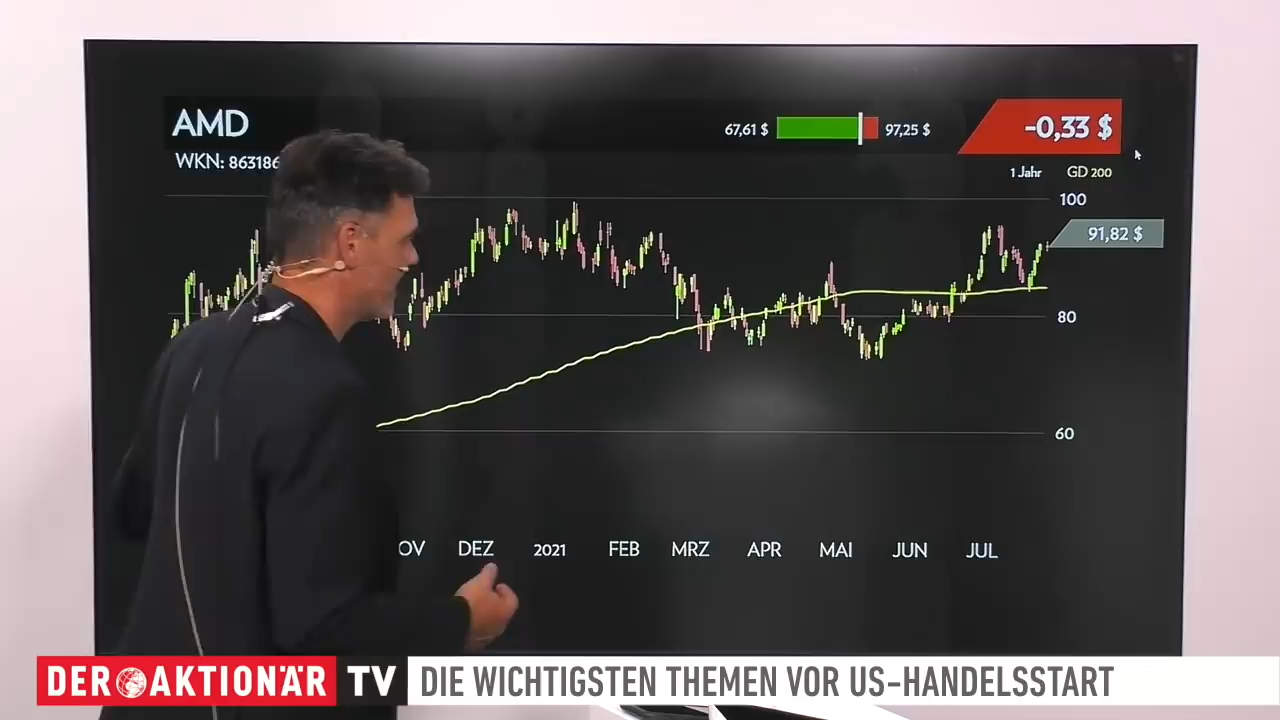 AMD
WKN: 863186
67,61 $ 97,25 $
-0,33 $
1 Jahr GD 200
100
91,82 $
80
60
OV DEZ 2021 FEB MRZ APR MAI JUN JUL
DER AKTIONÄR TV DIE WICHTIGSTEN THEMEN VOR US-HANDELSSTART